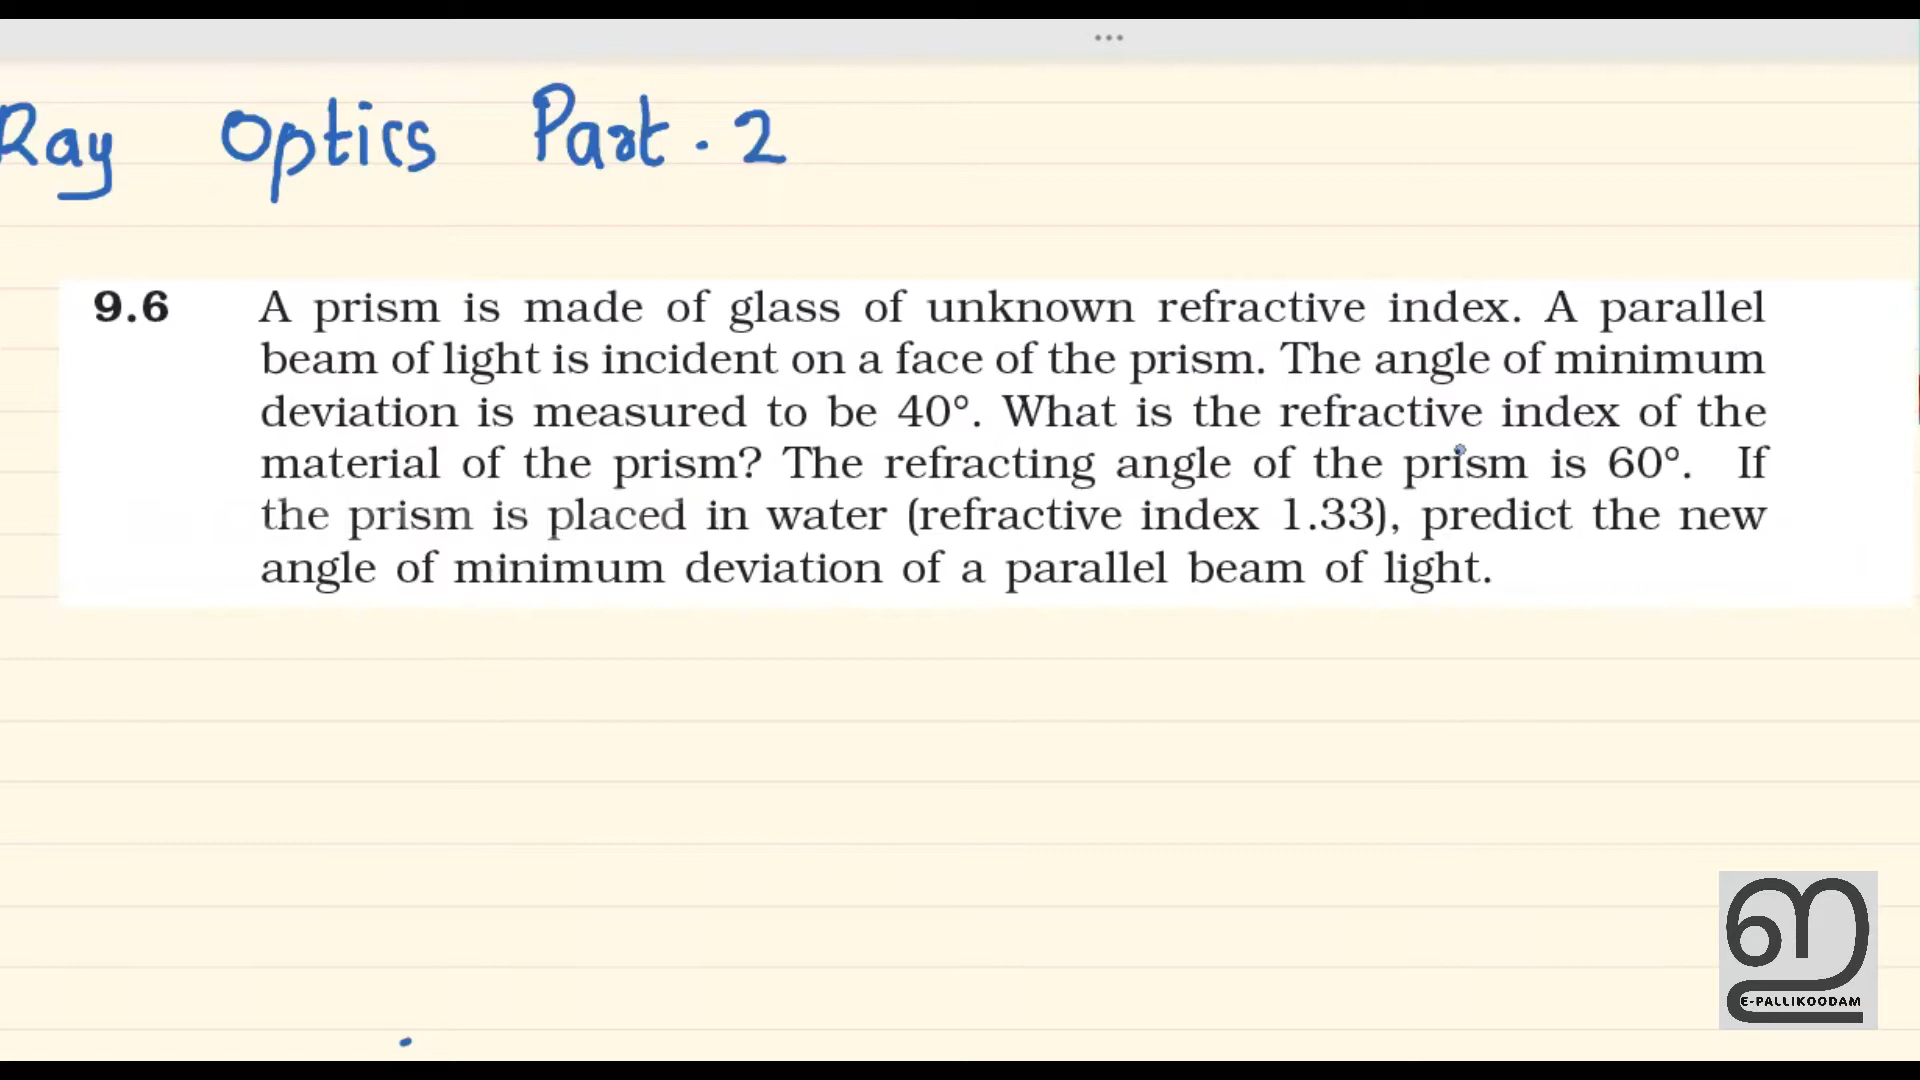 Ray Optics Part . 2
9.6 A prism is made of glass of unknown refractive index. A parallel
beam of light is incident on a face of the prism. The angle of minimum
deviation is measured to be 40°. What is the refractive index of the
material of the prism? The refracting angle of the prism is 60°. If
the prism is placed in water (refractive index 1.33), predict the new
angle of minimum deviation of a parallel beam of light.
E-PALLIKOODAM